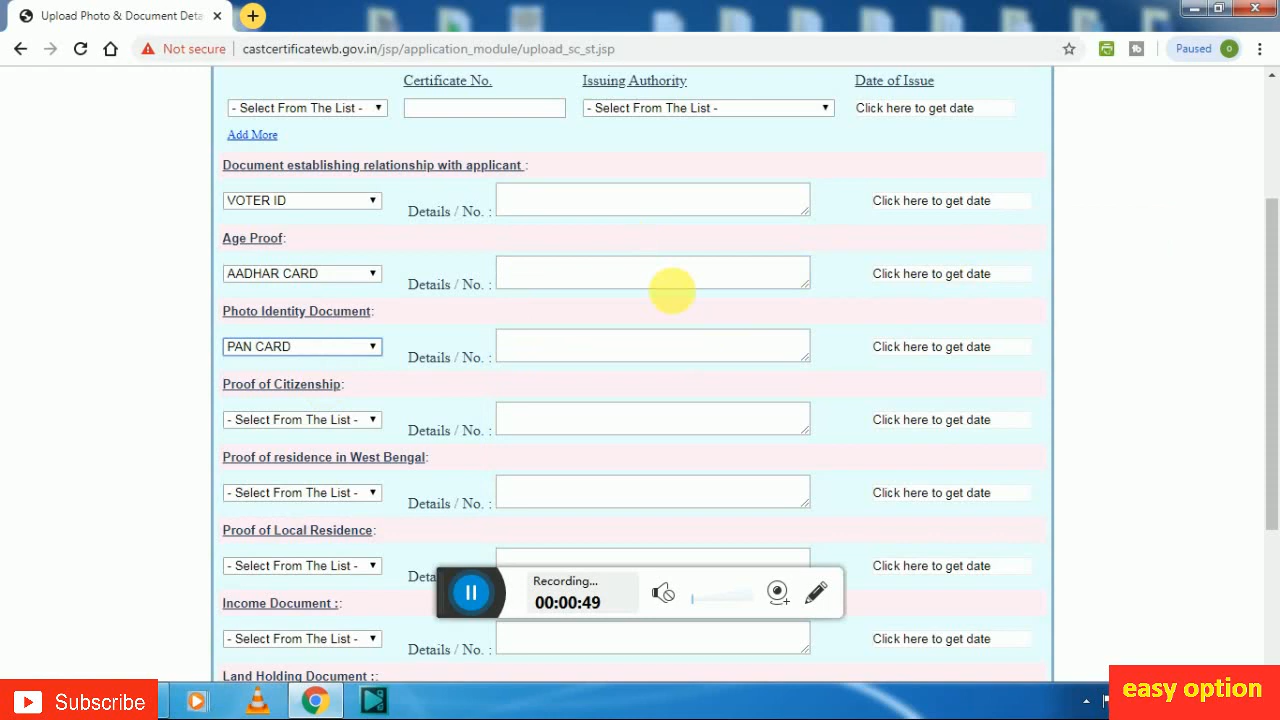 Upload Photo & Document Deta
Not secure
castcertificatewb.gov.in/jsp/application_module/upload_sc_st.jsp
Paused
0
Certificate No.
Issuing Authority
Date of Issue
- Select From The List -
- Select From The List -
Click here to get date
Add More
Document establishing relationship with applicant :
VOTER ID
Details / No. :
Click here to get date
Age Proof:
AADHAR CARD
Details / No. :
Click here to get date
Photo Identity Document:
PAN CARD
Details / No. :
Click here to get date
Proof of Citizenship:
- Select From The List -
Details / No. :
Click here to get date
Proof of residence in West Bengal:
- Select From The List -
Details / No. :
Click here to get date
Proof of Local Residence:
- Select From The List -
Deta
Click here to get date
Recording...
00:00:49
Income Document ::
- Select From The List -
Details / No. :
Click here to get date
Land Holding Document ::
Subscribe
easy option